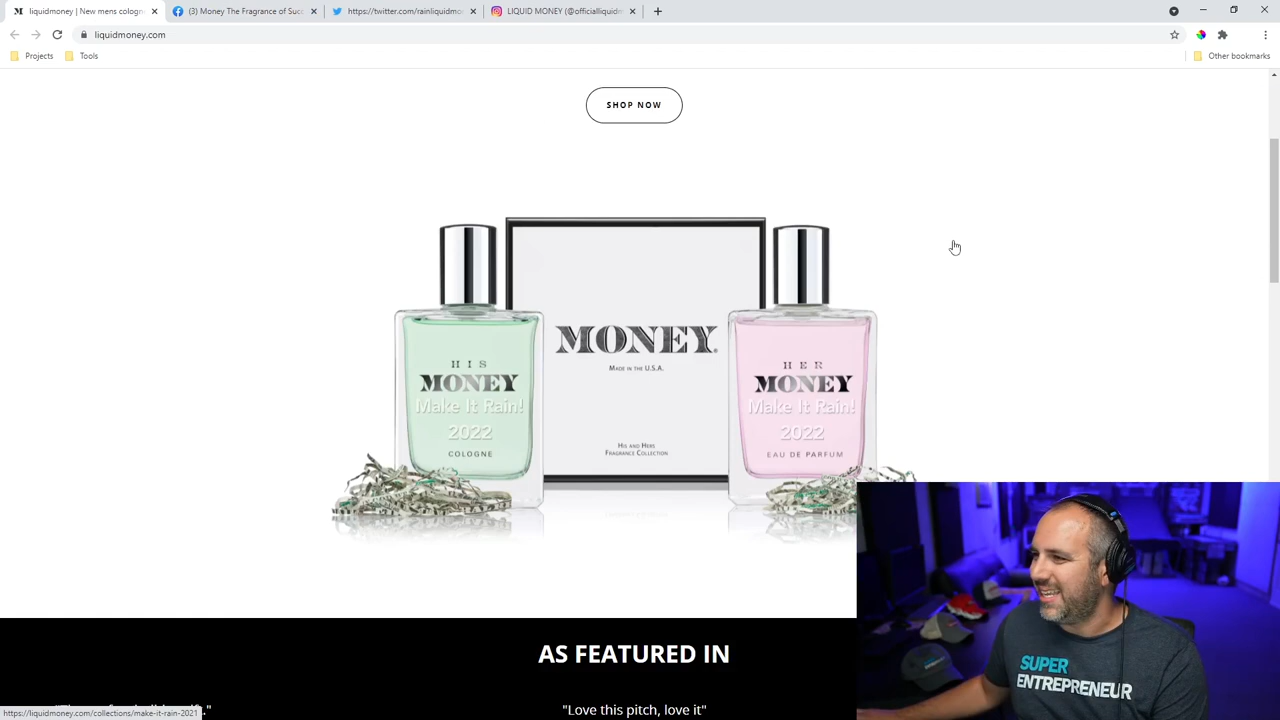 liquidmoney | New mens cologn
(3) Money The Fragrance of Succ
https://twitter.com/rainliquidmon
LIQUID MONEY (@officialliquidm
liquidmoney.com
Projects
Tools
Other bookmarks
SHOP NOW
MONEY
MADE IN THE U.S.A.
HIS AND HERS
FRAGRANCE COLLECTION
HIS
MONEY
Make It Rain!
2022
COLOGNE
HER
MONEY
Make It Rain!
2022
EAU DE PARFUM
AS FEATURED IN
"Love this pitch, love it"
https://liquidmoney.com/collections/make-it-rain-2021
SUPER
ENTREPRENEUR